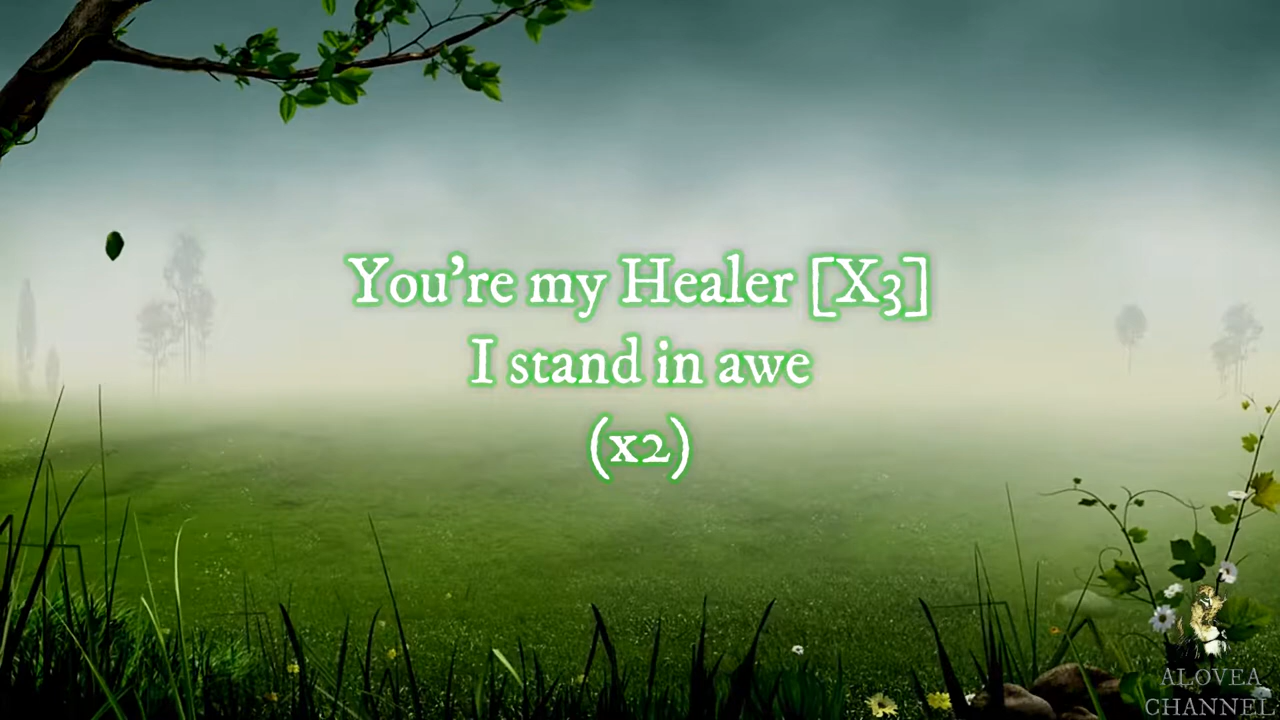 You're my Healer [X3]
I stand in awe
(x2)
ALOVEA
CHANNEL